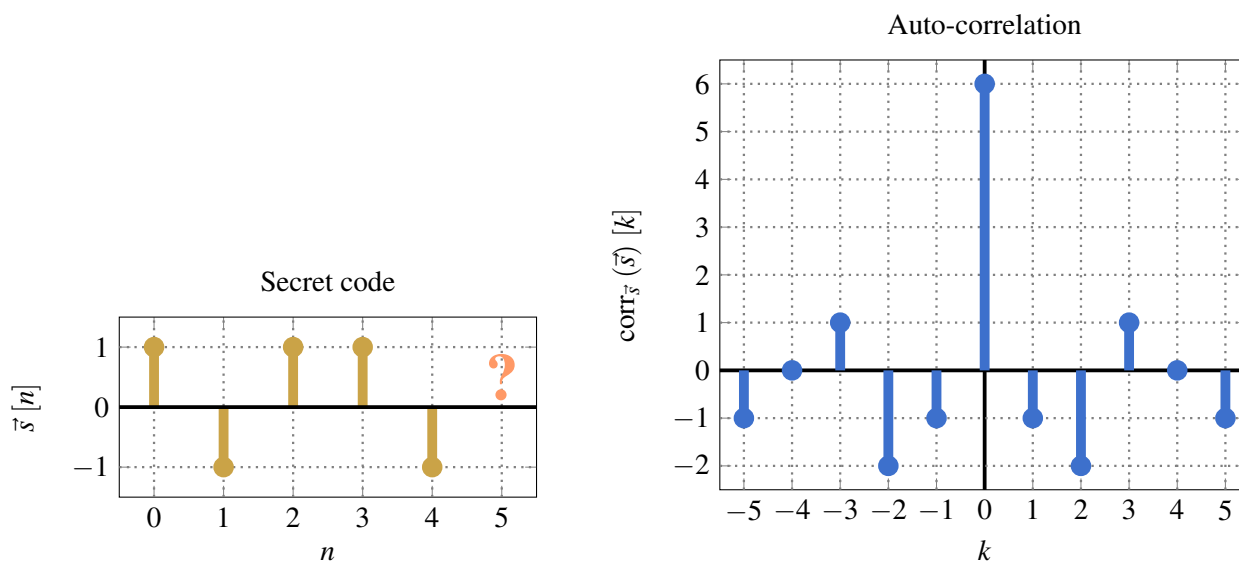 Secret code
1
0
−1
?
0 1 2 3 4 5
n
s⃗ [n]
Auto-correlation
6
5
4
3
2
1
0
−1
−2
−5 −4 −3 −2 −1 0 1 2 3 4 5
k
corr_s⃗ (s⃗) [k]